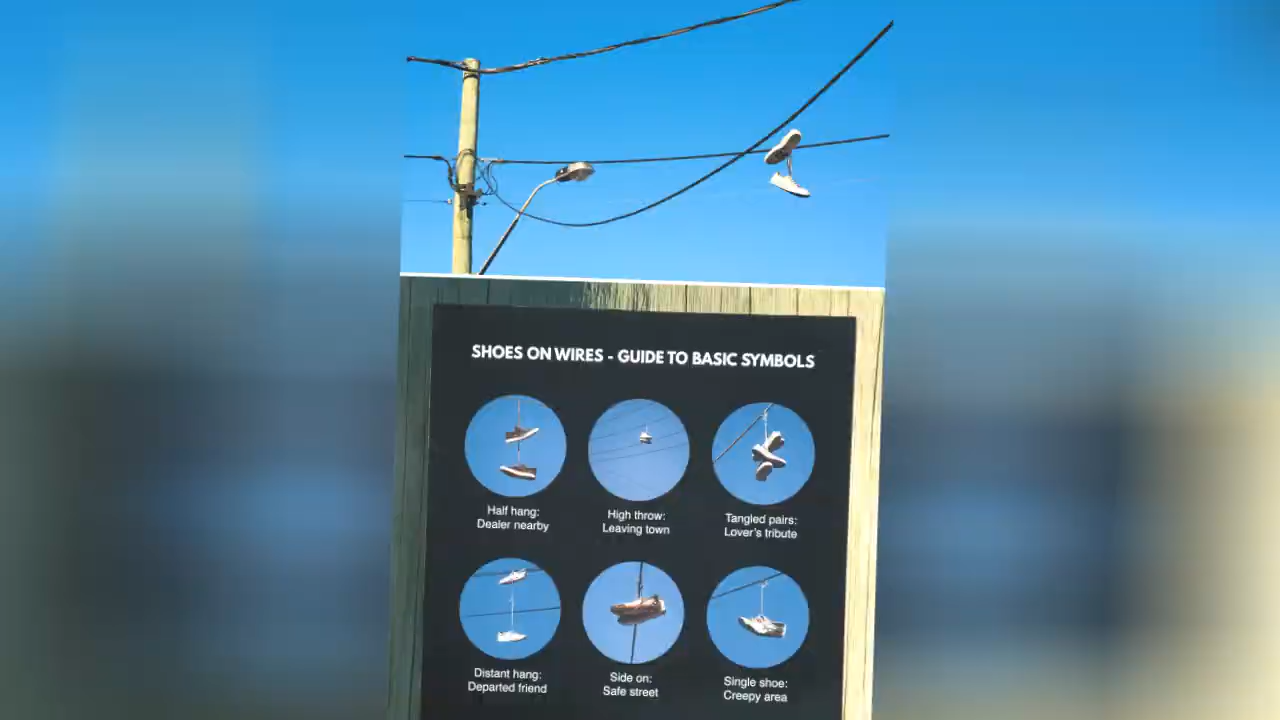 SHOES ON WIRES - GUIDE TO BASIC SYMBOLS
Half hang:
Dealer nearby
High throw:
Leaving town
Tangled pairs:
Lover's tribute
Distant hang:
Departed friend
Side on:
Safe street
Single shoe:
Creepy area